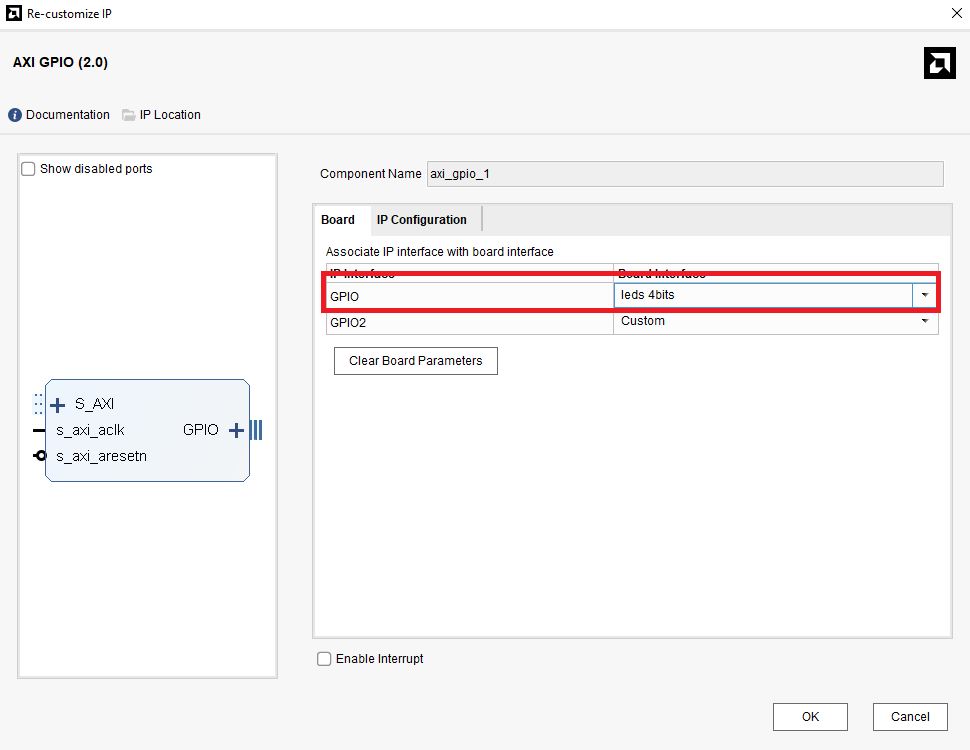 Re-customize IP
AXI GPIO (2.0)
Documentation IP Location
Show disabled ports
Component Name axi_gpio_1
Board IP Configuration
Associate IP interface with board interface
IP Interface Board Interface
GPIO leds 4bits
GPIO2 Custom
Clear Board Parameters
S_AXI
s_axi_aclk GPIO
s_axi_aresetn
Enable Interrupt
OK Cancel